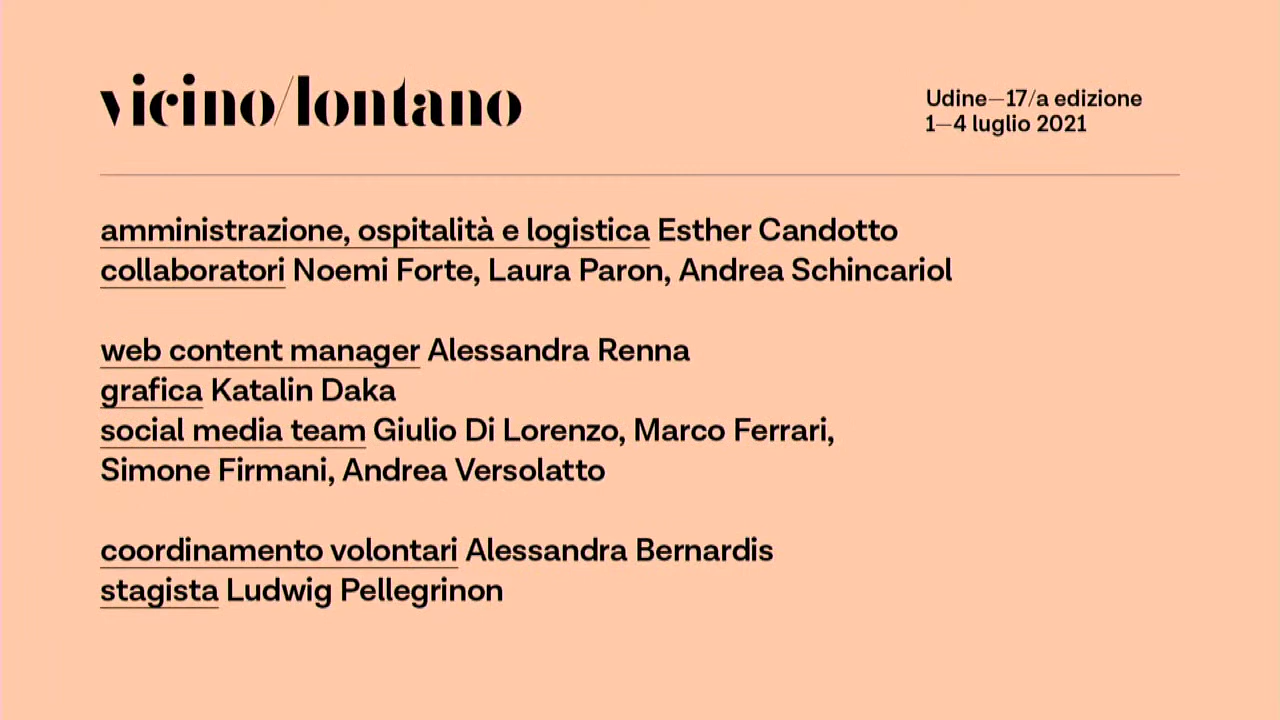 vicino/lontano
Udine—17/a edizione
1—4 luglio 2021
amministrazione, ospitalità e logistica Esther Candotto
collaboratori Noemi Forte, Laura Paron, Andrea Schincariol
web content manager Alessandra Renna
grafica Katalin Daka
social media team Giulio Di Lorenzo, Marco Ferrari,
Simone Firmani, Andrea Versolatto
coordinamento volontari Alessandra Bernardis
stagista Ludwig Pellegrinon